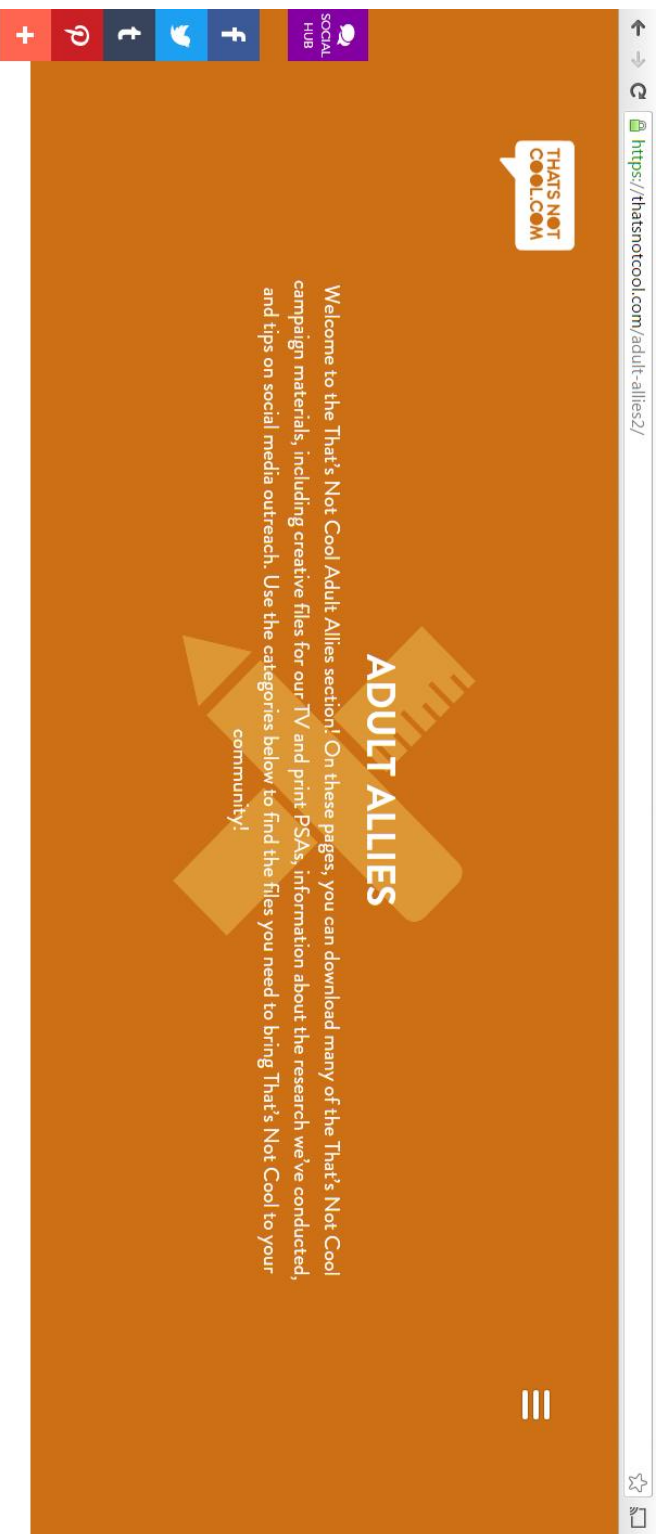 https://thatsnotcool.com/adult-allies2/
THATS NOT
COOL.COM
SOCIAL
HUB
ADULT ALLIES
Welcome to the That's Not Cool Adult Allies section! On these pages, you can download many of the That's Not Cool
campaign materials, including creative files for our TV and print PSAs, information about the research we've conducted,
and tips on social media outreach. Use the categories below to find the files you need to bring That's Not Cool to your
community!